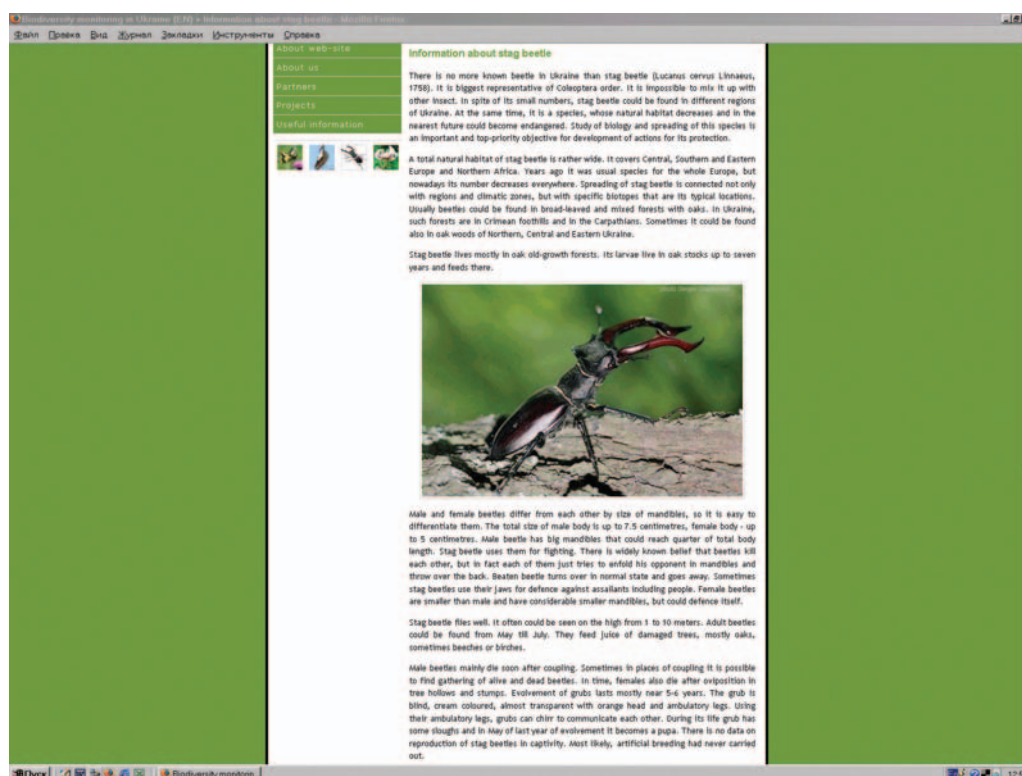 Biodiversity monitoring in Ukraine (EN) » Information about stag beetle - Mozilla Firefox
Файл Правка Вид Журнал Закладки Инструменты Справка
About web-site
About us
Partners
Projects
Useful information
Information about stag beetle
There is no more known beetle in Ukraine than stag beetle (Lucanus cervus Linnaeus,
1758). It is biggest representative of Coleoptera order. It is impossible to mix it up with
other insect. In spite of its small numbers, stag beetle could be found in different regions
of Ukraine. At the same time, it is a species, whose natural habitat decreases and in the
nearest future could become endangered. Study of biology and spreading of this species is
an important and top-priority objective for development of actions for its protection.
A total natural habitat of stag beetle is rather wide. It covers Central, Southern and Eastern
Europe and Northern Africa. Years ago it was usual species for the whole Europe, but
nowadays its number decreases everywhere. Spreading of stag beetle is connected not only
with regions and climatic zones, but with specific biotopes that are its typical locations.
Usually beetles could be found in broad-leaved and mixed forests with oaks. In Ukraine,
such forests are in Crimean foothills and in the Carpathians. Sometimes it could be found
also in oak woods of Northern, Central and Eastern Ukraine.
Stag beetle lives mostly in oak old-growth forests. Its larvae live in oak stocks up to seven
years and feeds there.
Male and female beetles differ from each other by size of mandibles, so it is easy to
differentiate them. The total size of male body is up to 7.5 centimetres, female body - up
to 5 centimetres. Male beetle has big mandibles that could reach quarter of total body
length. Stag beetle uses them for fighting. There is widely known belief that beetles kill
each other, but in fact each of them just tries to enfold his opponent in mandibles and
throw over the back. Beaten beetle turns over in normal state and goes away. Sometimes
stag beetles use their jaws for defence against assailants including people. Female beetles
are smaller than male and have considerable smaller mandibles, but could defence itself.
Stag beetle flies well. It often could be seen on the high from 1 to 10 meters. Adult beetles
could be found from May till July. They feed juice of damaged trees, mostly oaks,
sometimes beeches or birches.
Male beetles mainly die soon after coupling. Sometimes in places of coupling it is possible
to find gathering of alive and dead beetles. In time, females also die after oviposition in
tree hollows and stumps. Evolvement of grubs lasts mostly near 5-6 years. The grub is
blind, cream coloured, almost transparent with orange head and ambulatory legs. Using
their ambulatory legs, grubs can chirr to communicate each other. During its life grub has
some sloughs and in May of last year of evolvement it becomes a pupa. There is no data on
reproduction of stag beetles in captivity. Most likely, artificial breeding had never carried
out.
Пуск Biodiversity monitorin